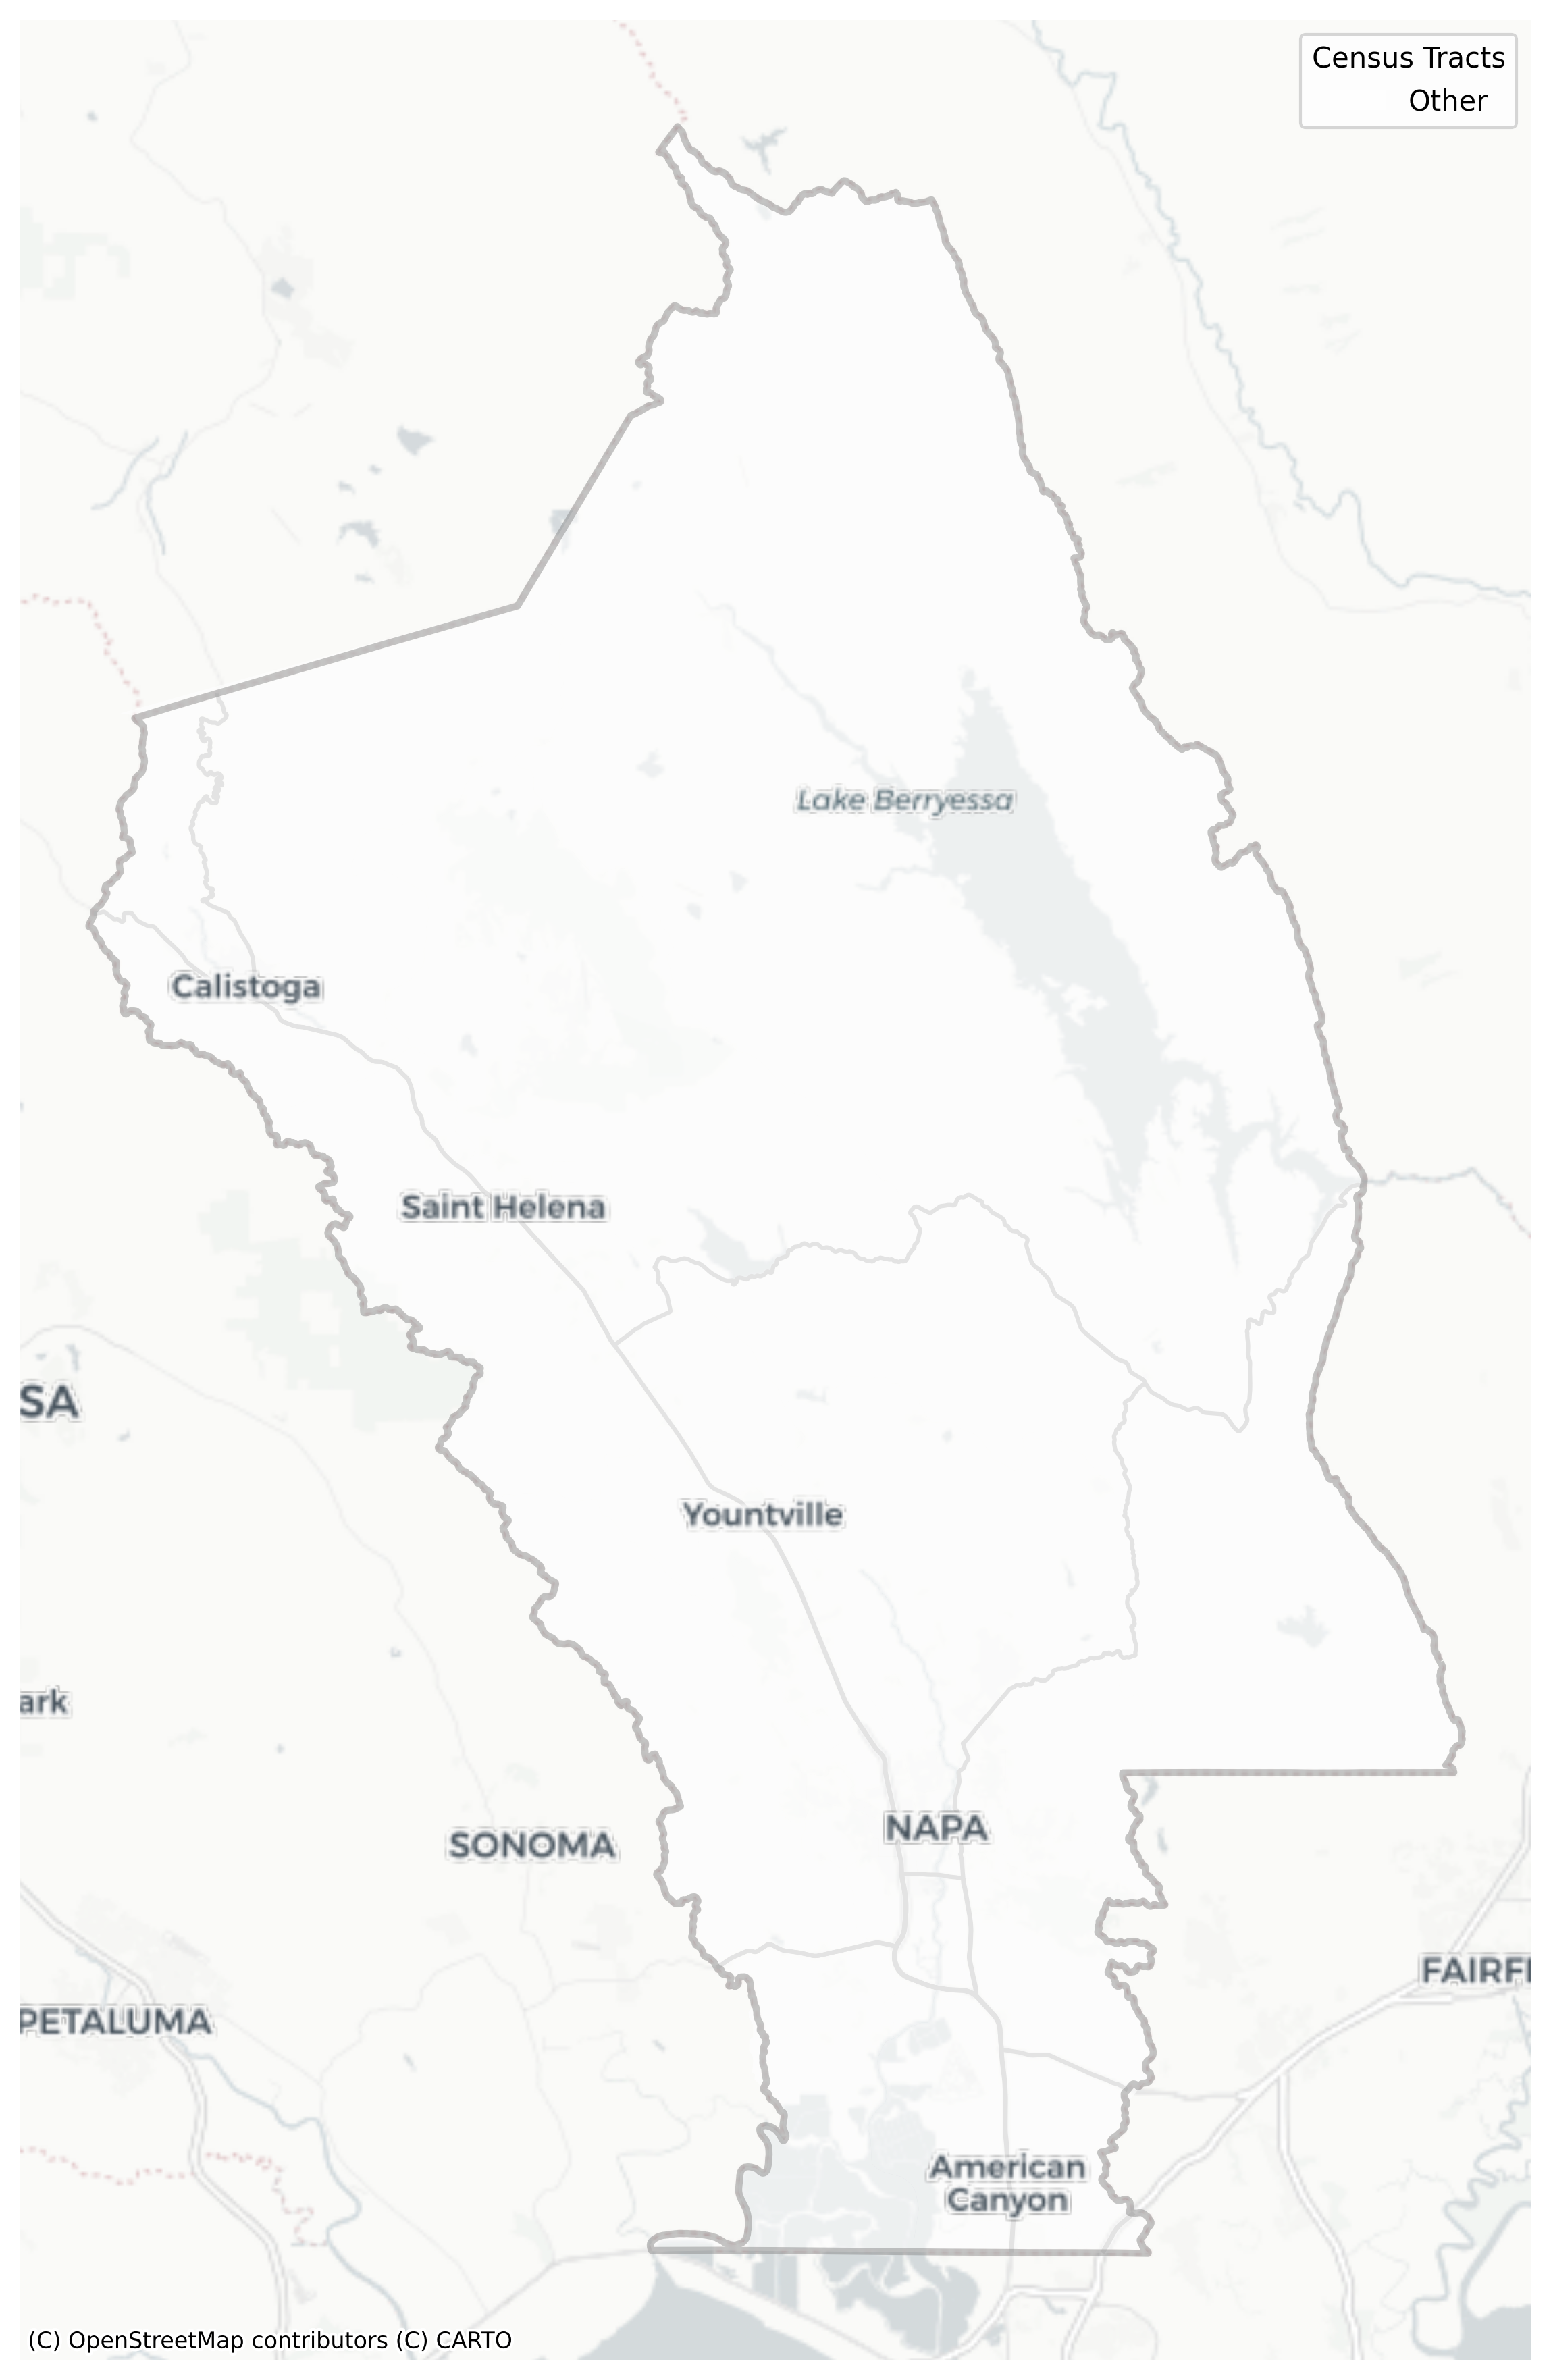 Census Tracts
Other
Lake Berryessa
Calistoga
Saint Helena
SA
Yountville
ark
NAPA
SONOMA
FAIRFI
PETALUMA
American
Canyon
(C) OpenStreetMap contributors (C) CARTO